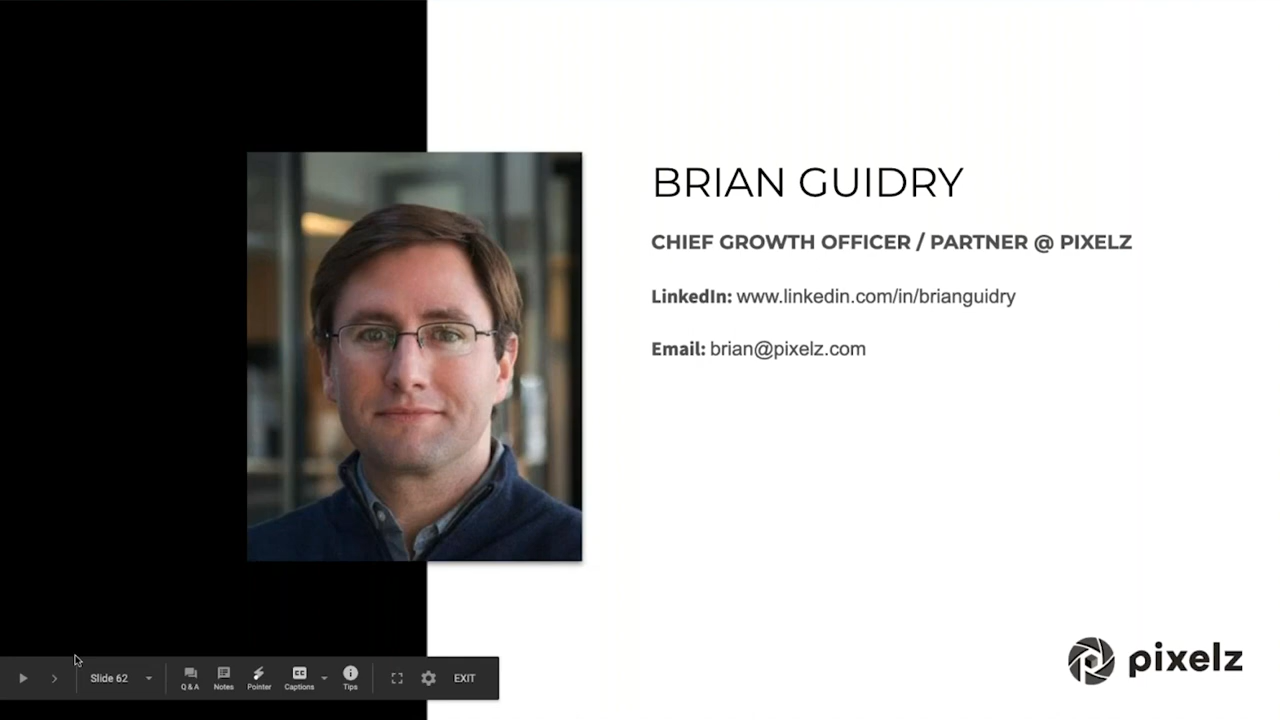 BRIAN GUIDRY
CHIEF GROWTH OFFICER / PARTNER @ PIXELZ
LinkedIn: www.linkedin.com/in/brianguidry
Email: brian@pixelz.com
pixelz
Slide 62
Q & A
Notes
Pointer
CC
Captions
Tips
EXIT